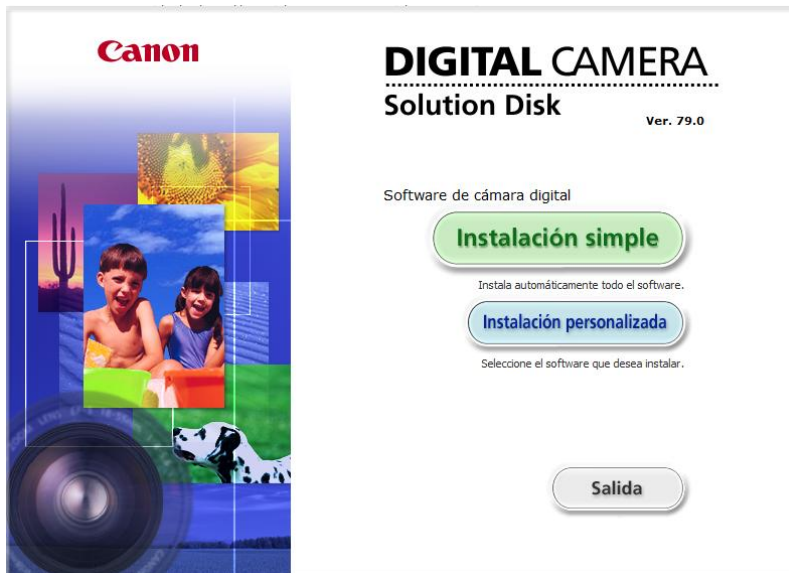 Canon
DIGITAL CAMERA
Solution Disk
Ver. 79.0
Software de cámara digital
Instalación simple
Instala automáticamente todo el software.
Instalación personalizada
Seleccione el software que desea instalar.
Salida